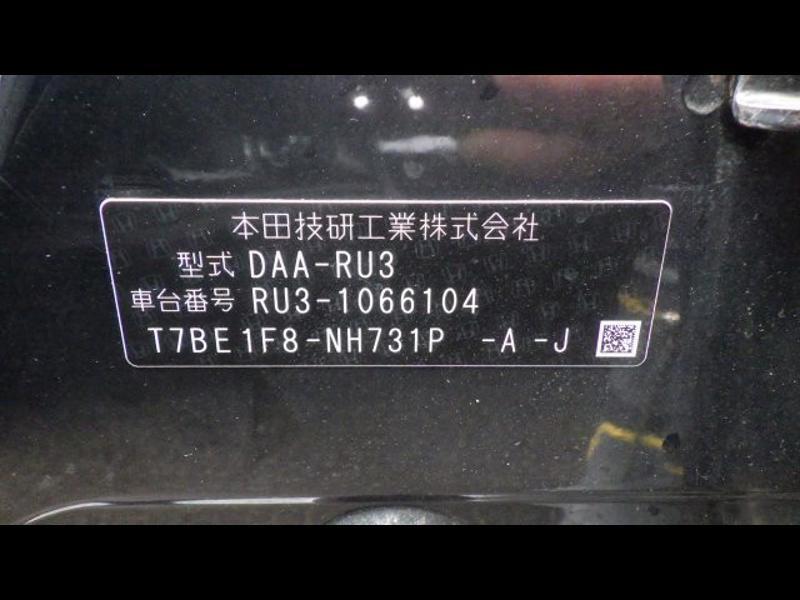 本田技研工業株式会社
型式 DAA-RU3
車台番号 RU3-1066104
T7BE1F8-NH731P -A -J